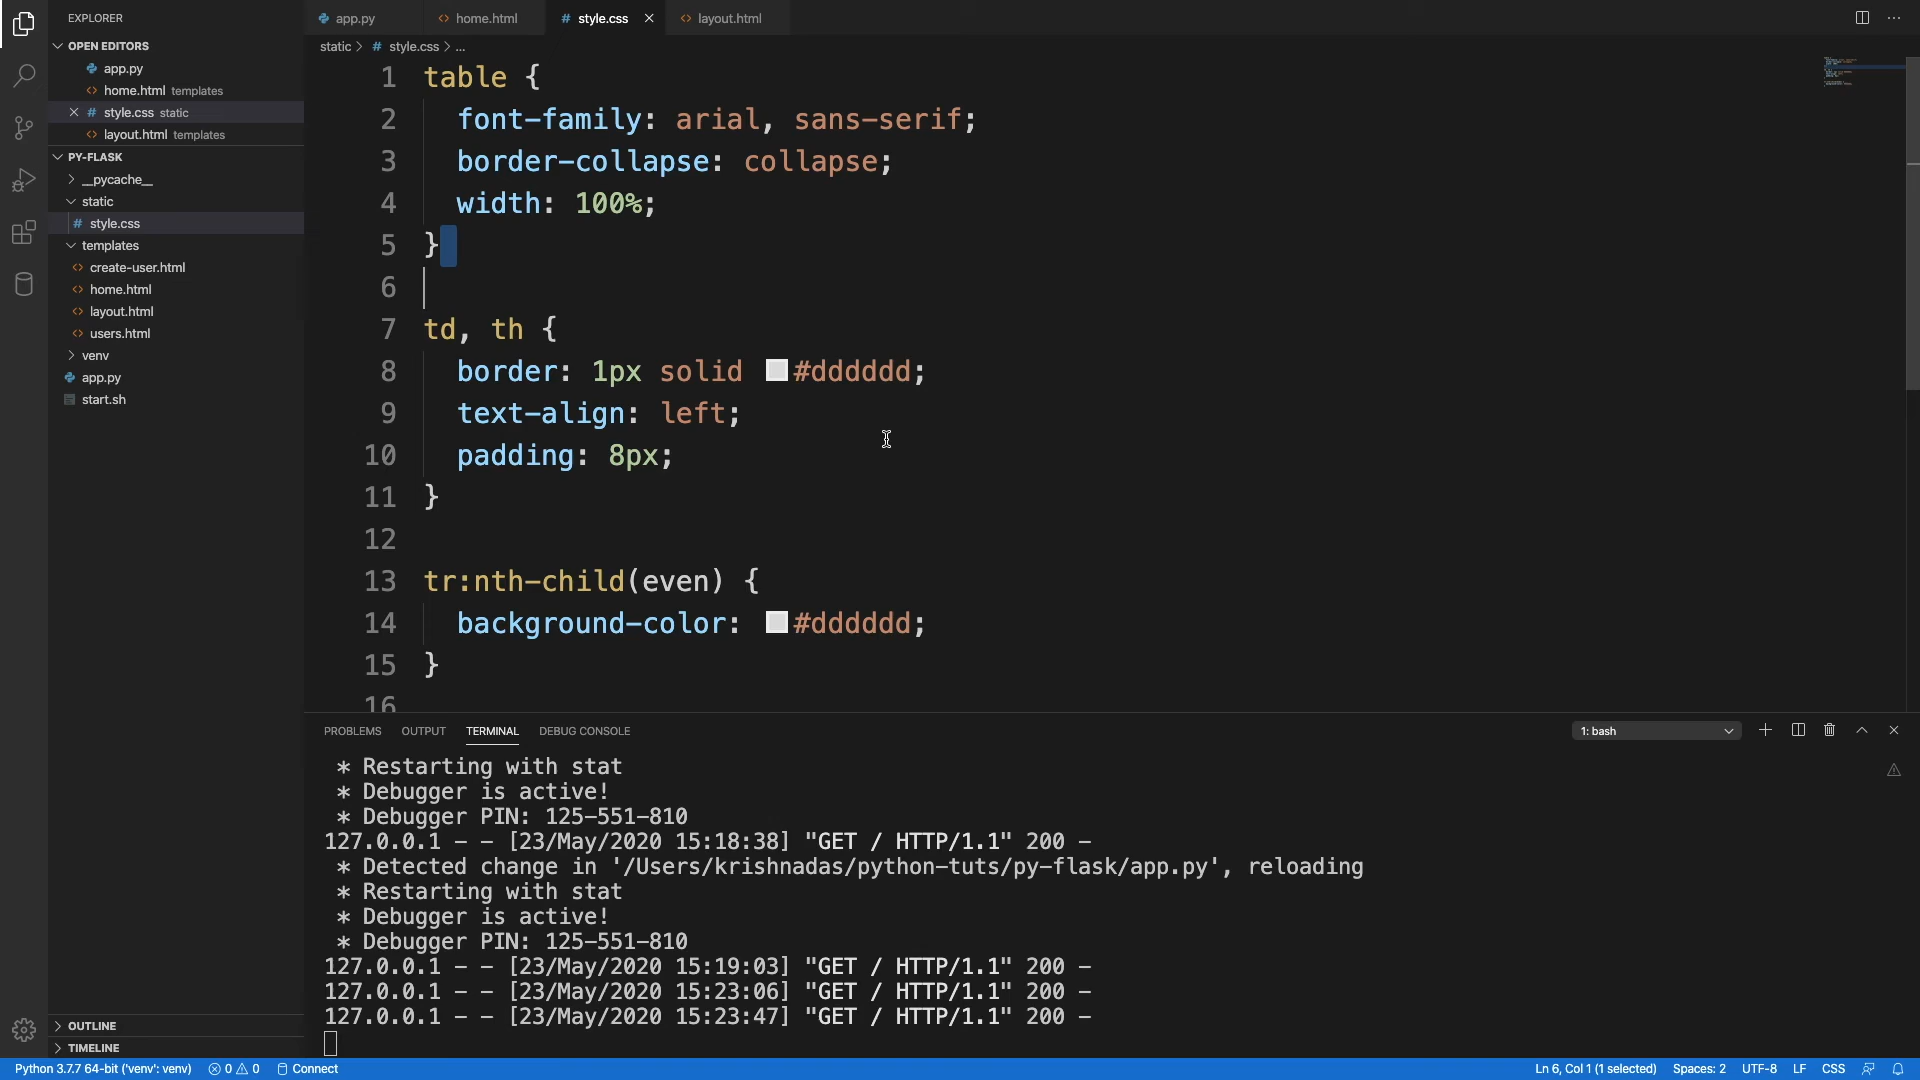 EXPLORER
OPEN EDITORS
app.py
home.html templates
style.css static
layout.html templates
PY-FLASK
__pycache__
static
style.css
templates
create-user.html
home.html
layout.html
users.html
venv
app.py
start.sh
OUTLINE
TIMELINE
app.py home.html # style.css layout.html
static > # style.css > ...
1 table {
2 font-family: arial, sans-serif;
3 border-collapse: collapse;
4 width: 100%;
5 }
6
7 td, th {
8 border: 1px solid #dddddd;
9 text-align: left;
10 padding: 8px;
11 }
12
13 tr:nth-child(even) {
14 background-color: #dddddd;
15 }
16
PROBLEMS OUTPUT TERMINAL DEBUG CONSOLE 1: bash
* Restarting with stat
* Debugger is active!
* Debugger PIN: 125-551-810
127.0.0.1 - - [23/May/2020 15:18:38] "GET / HTTP/1.1" 200 -
* Detected change in '/Users/krishnadas/python-tuts/py-flask/app.py', reloading
* Restarting with stat
* Debugger is active!
* Debugger PIN: 125-551-810
127.0.0.1 - - [23/May/2020 15:19:03] "GET / HTTP/1.1" 200 -
127.0.0.1 - - [23/May/2020 15:23:06] "GET / HTTP/1.1" 200 -
127.0.0.1 - - [23/May/2020 15:23:47] "GET / HTTP/1.1" 200 -
Python 3.7.7 64-bit ('venv': venv) 0 0 Connect Ln 6, Col 1 (1 selected) Spaces: 2 UTF-8 LF CSS